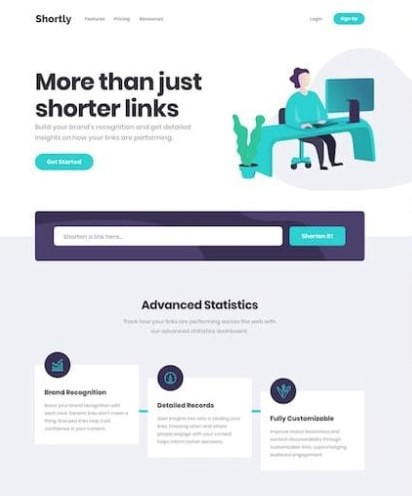 Shortly Features Pricing Resources Login Sign Up
More than just
shorter links
Build your brand's recognition and get detailed
insights on how your links are performing.
Get Started
Shorten a link here... Shorten It!
Advanced Statistics
Track how your links are performing across the web with
our advanced statistics dashboard.
Brand Recognition
Boost your brand recognition with
each click. Generic links don't mean a
thing. Branded links help instil
confidence in your content.
Detailed Records
Gain insights into who is clicking your
links. Knowing when and where
people engage with your content
helps inform better decisions.
Fully Customizable
Improve brand awareness and
content discoverability through
customizable links, supercharging
audience engagement.